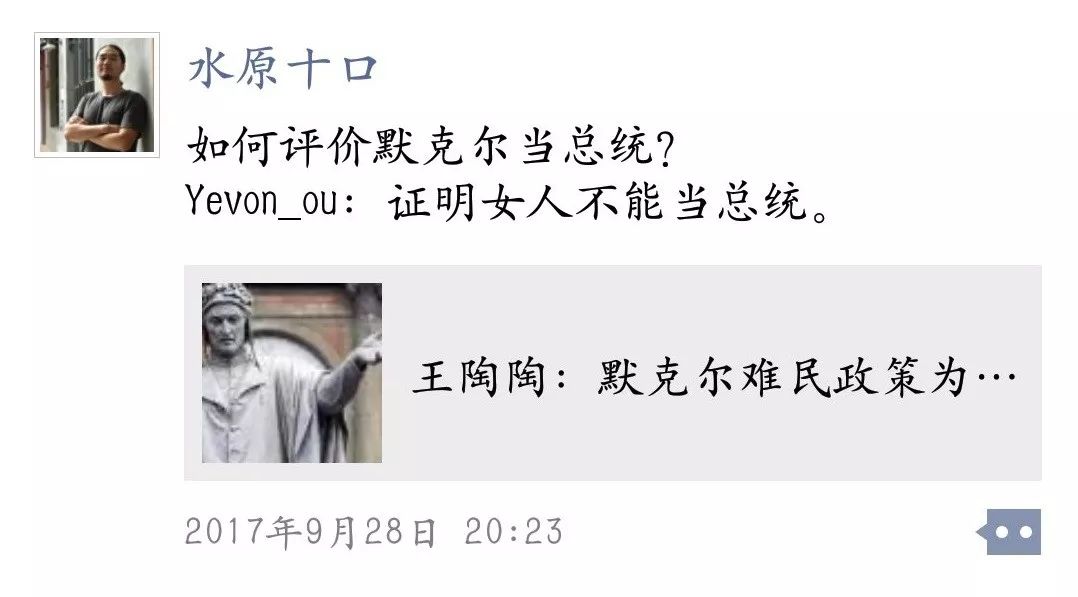 水原十口
如何评价默克尔当总统？
Yevon_ou：证明女人不能当总统。
王陶陶：默克尔难民政策为…
2017年9月28日 20:23